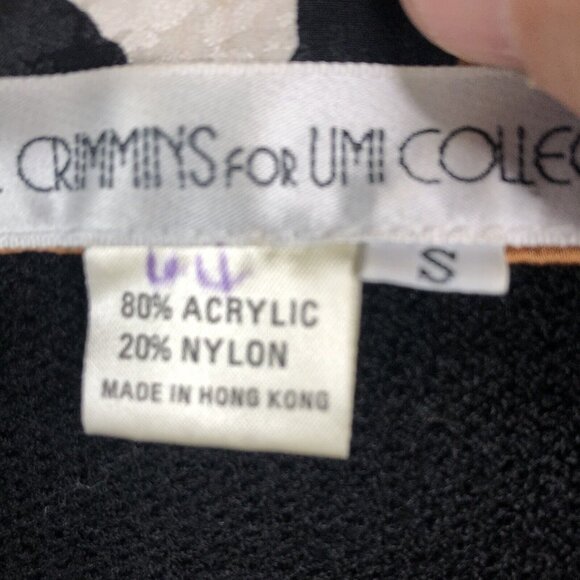 CRIMMINS FOR UMI COLLEC
S
80% ACRYLIC
20% NYLON
MADE IN HONG KONG